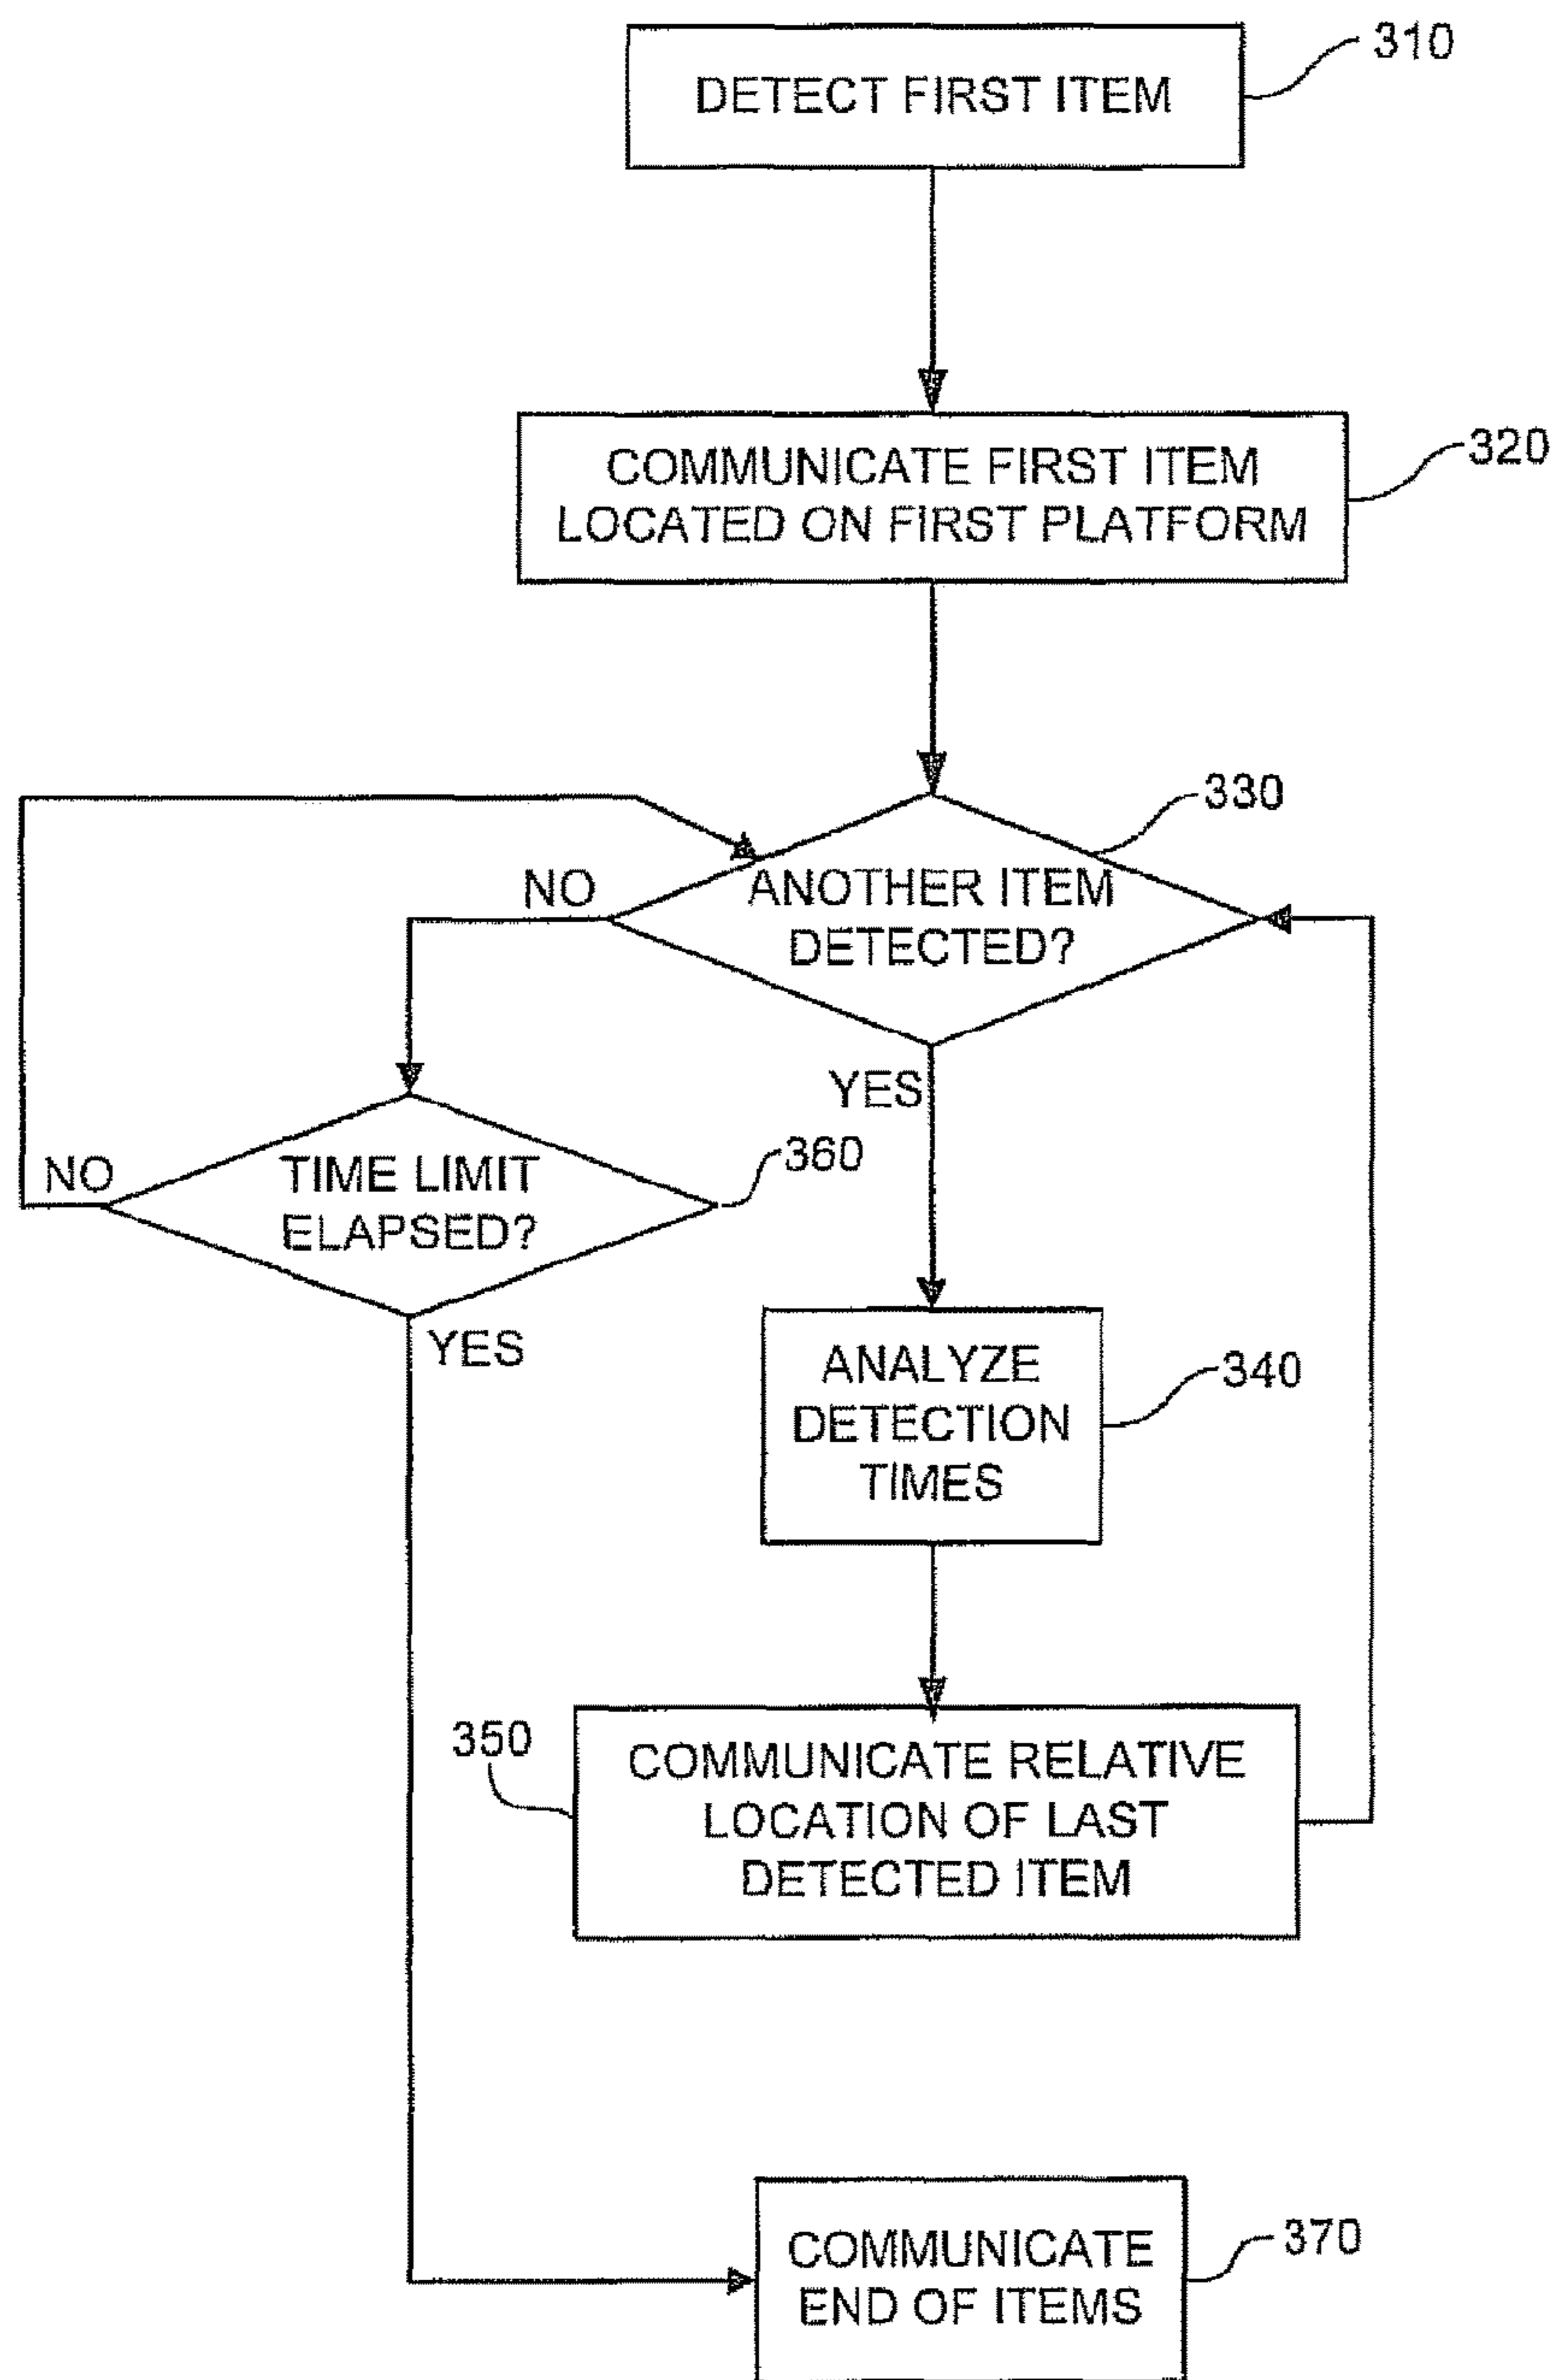 310
DETECT FIRST ITEM
320
COMMUNICATE FIRST ITEM
LOCATED ON FIRST PLATFORM
330
NO
ANOTHER ITEM
DETECTED?
YES
360
NO
TIME LIMIT
ELAPSED?
YES
340
ANALYZE
DETECTION
TIMES
350
COMMUNICATE RELATIVE
LOCATION OF LAST
DETECTED ITEM
370
COMMUNICATE
END OF ITEMS